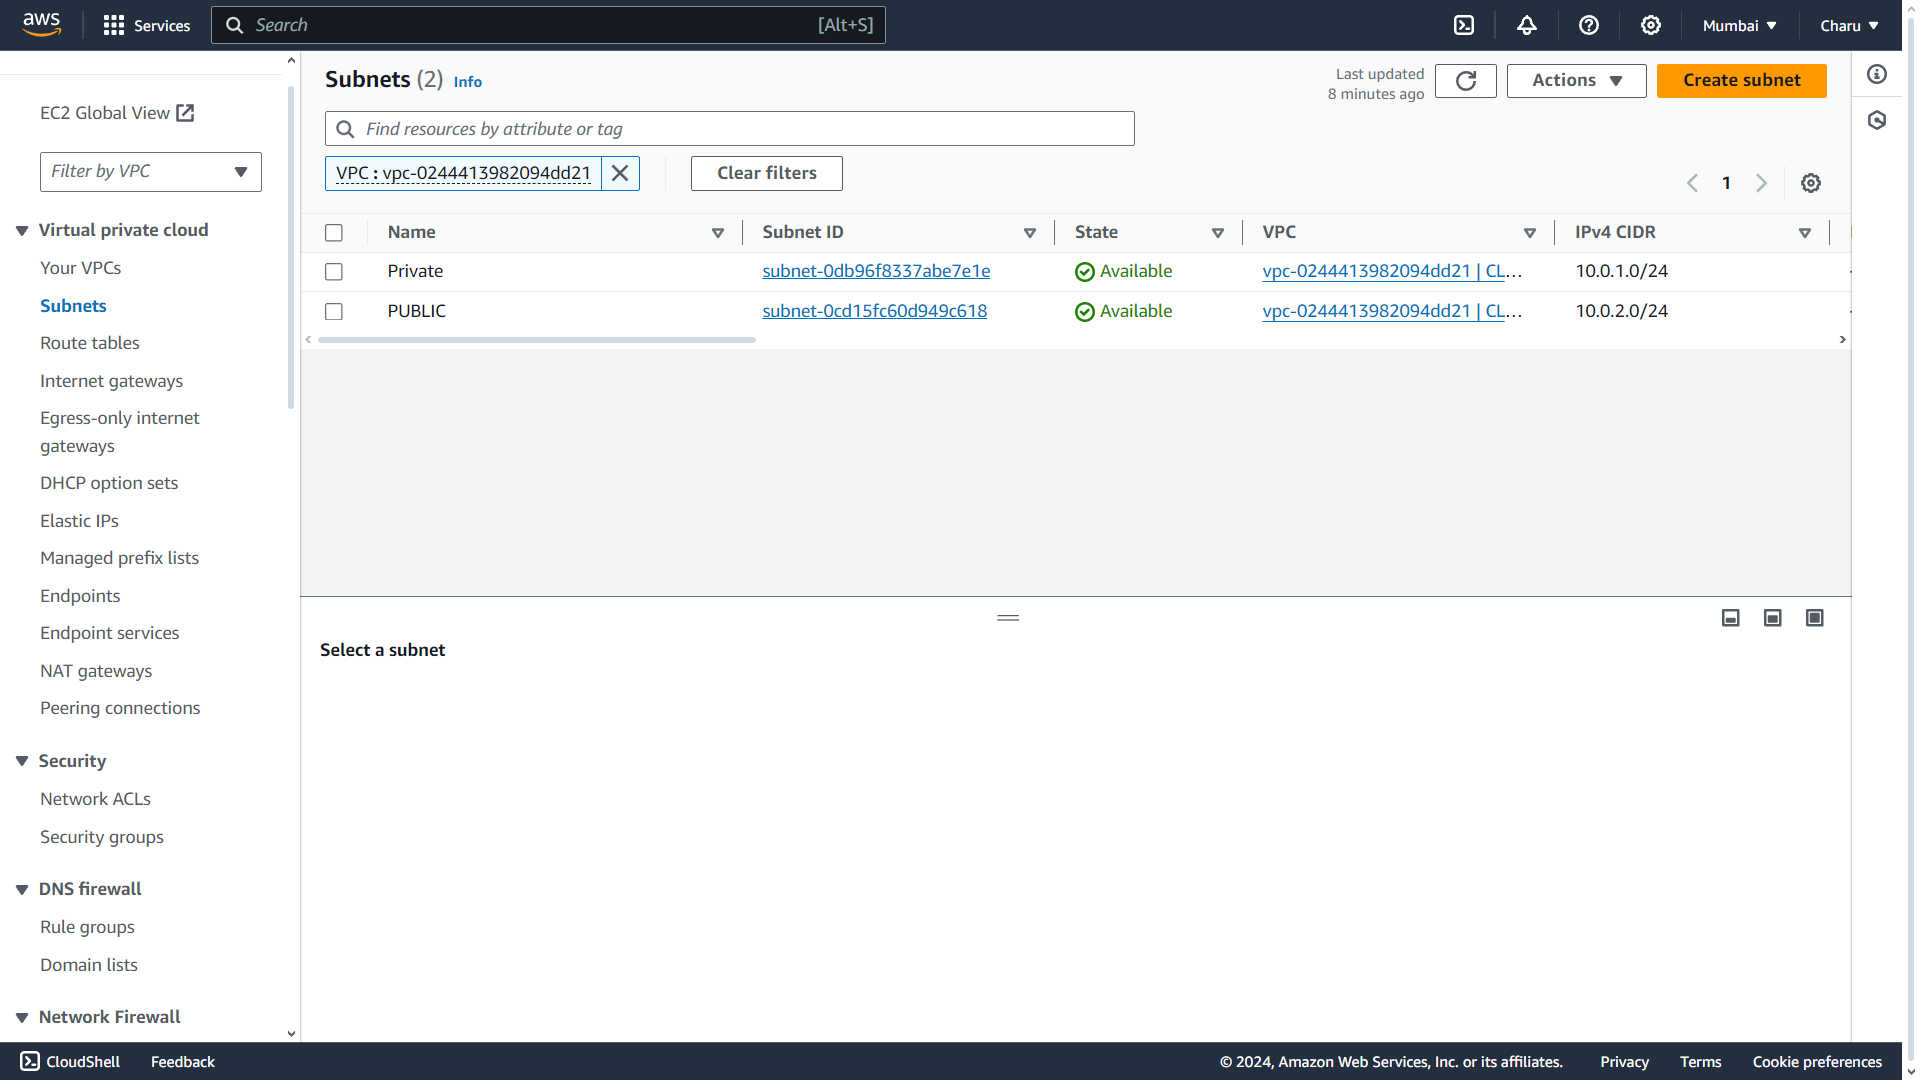 aws
Services
Search
[Alt+S]
Mumbai
Charu
EC2 Global View
Filter by VPC
Virtual private cloud
Your VPCs
Subnets
Route tables
Internet gateways
Egress-only internet
gateways
DHCP option sets
Elastic IPs
Managed prefix lists
Endpoints
Endpoint services
NAT gateways
Peering connections
Security
Network ACLs
Security groups
DNS firewall
Rule groups
Domain lists
Network Firewall
Subnets (2) Info
Last updated
8 minutes ago
Actions
Create subnet
Find resources by attribute or tag
VPC : vpc-0244413982094dd21
Clear filters
1
Name Subnet ID State VPC IPv4 CIDR
Private subnet-0db96f8337abe7e1e Available vpc-0244413982094dd21 | CL... 10.0.1.0/24
PUBLIC subnet-0cd15fc60d949c618 Available vpc-0244413982094dd21 | CL... 10.0.2.0/24
Select a subnet
CloudShell Feedback © 2024, Amazon Web Services, Inc. or its affiliates. Privacy Terms Cookie preferences